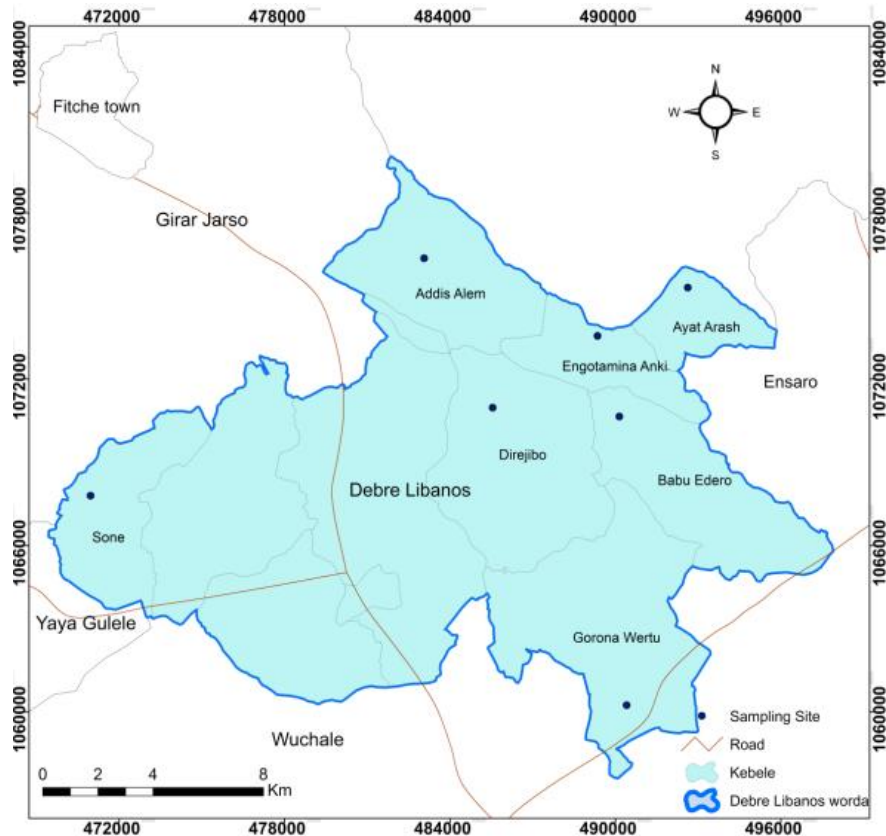 472000 478000 484000 490000 496000
1084000 1084000
Fitche town
N
W E
S
Girar Jarso
1078000 1078000
Addis Alem
Ayat Arash
Engotamina Anki
Ensaro
1072000 1072000
Direjibo
Babu Edero
Debre Libanos
Sone
1066000 1066000
Yaya Gulele
Gorona Wertu
Wuchale
1060000 1060000
Sampling Site
Road
Kebele
Debre Libanos worda
0 2 4 8
Km
472000 478000 484000 490000 496000